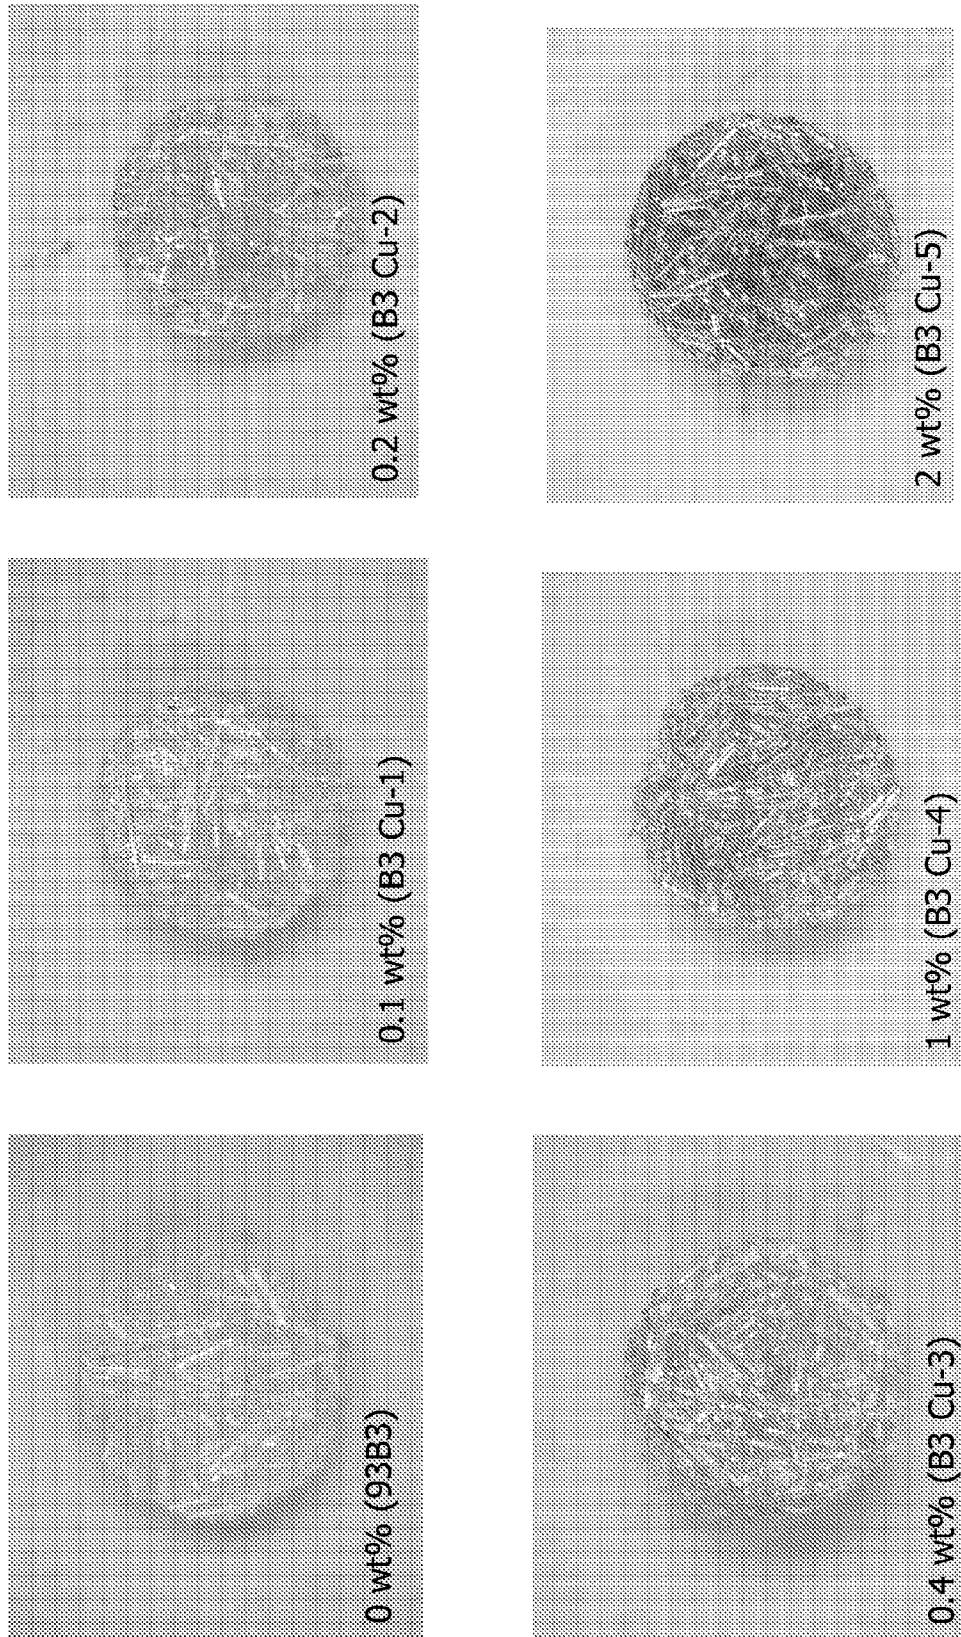 0 wt% (93B3)
0.1 wt% (B3 Cu-1)
0.2 wt% (B3 Cu-2)
0.4 wt% (B3 Cu-3)
1 wt% (B3 Cu-4)
2 wt% (B3 Cu-5)